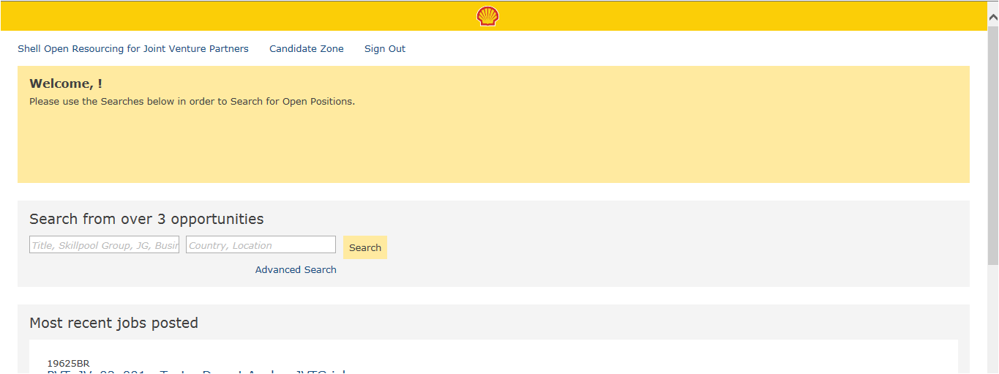 Shell Open Resourcing for Joint Venture Partners Candidate Zone Sign Out
Welcome, !
Please use the Searches below in order to Search for Open Positions.
Search from over 3 opportunities
Title, Skillpool Group, JG, Busin Country, Location Search
Advanced Search
Most recent jobs posted
19625BR